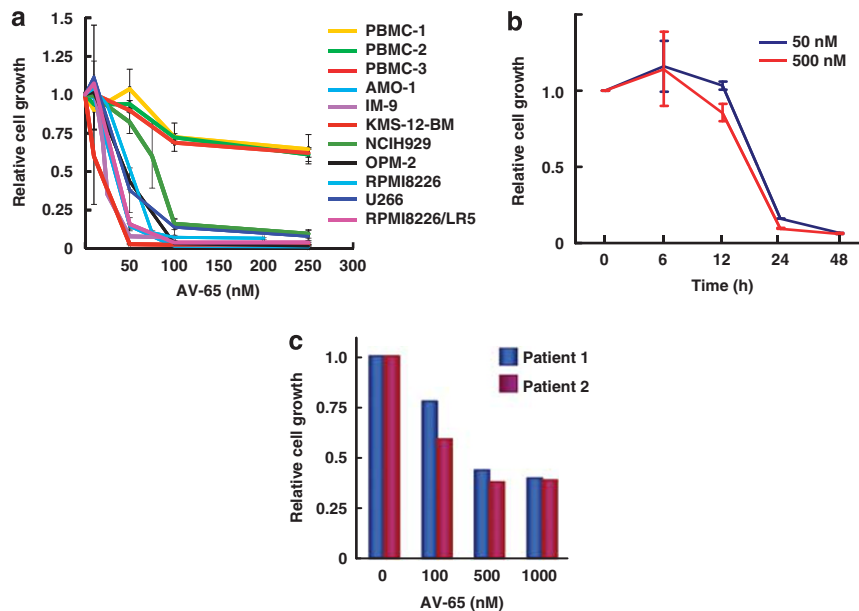 a
1.5
1.25
1.0
0.75
0.5
0.25
0
Relative cell growth
50 100 150 200 250 300
AV-65 (nM)
PBMC-1
PBMC-2
PBMC-3
AMO-1
IM-9
KMS-12-BM
NCIH929
OPM-2
RPMI8226
U266
RPMI8226/LR5
b
1.5
1.0
0.5
0
Relative cell growth
0 6 12 24 48
Time (h)
50 nM
500 nM
c
1.0
0.75
0.5
0.25
0
Relative cell growth
0 100 500 1000
AV-65 (nM)
Patient 1
Patient 2